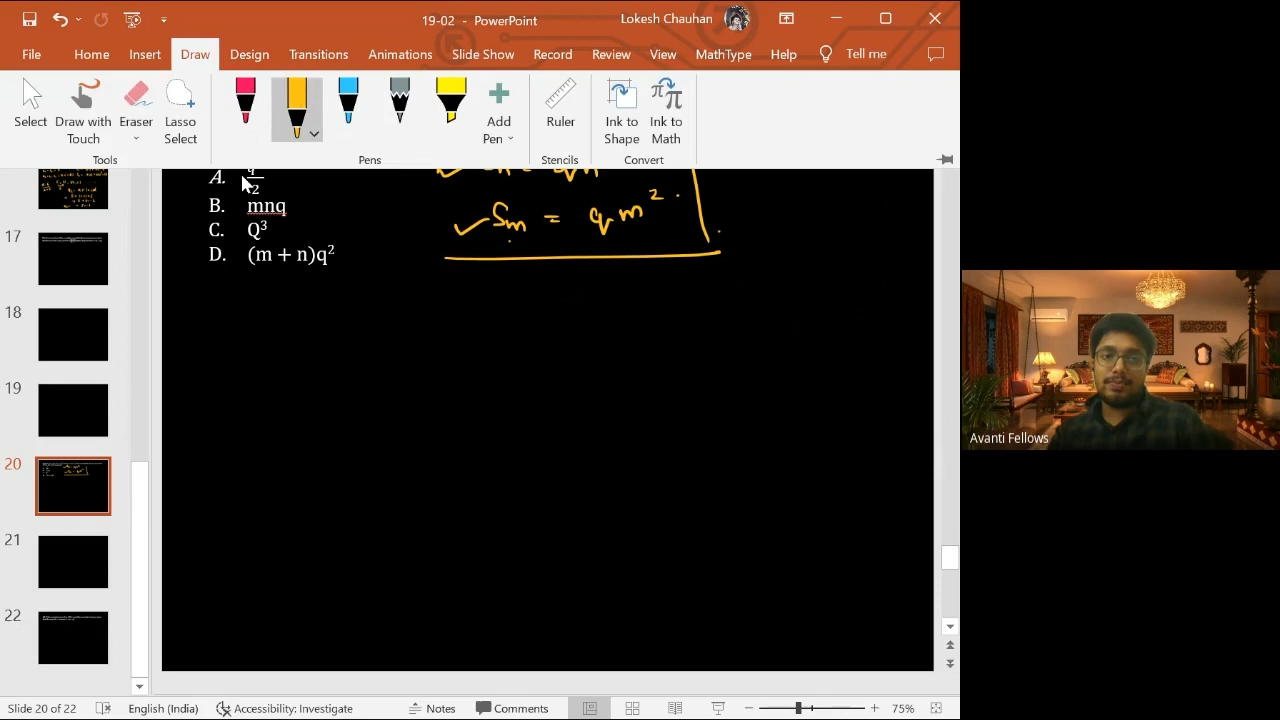 19-02 - PowerPoint
Lokesh Chauhan
File Home Insert Draw Design Transitions Animations Slide Show Record Review View MathType Help Tell me
Select
Draw with Touch
Eraser
Lasso Select
Add Pen
Ruler
Ink to Shape
Ink to Math
Tools
Pens
Stencils
Convert
17
18
19
20
21
22
A.
2
B. mnq
C. Q³
D. (m + n)q²
Sm = qm².
Avanti Fellows
Slide 20 of 22
English (India)
Accessibility: Investigate
Notes
Comments
75%